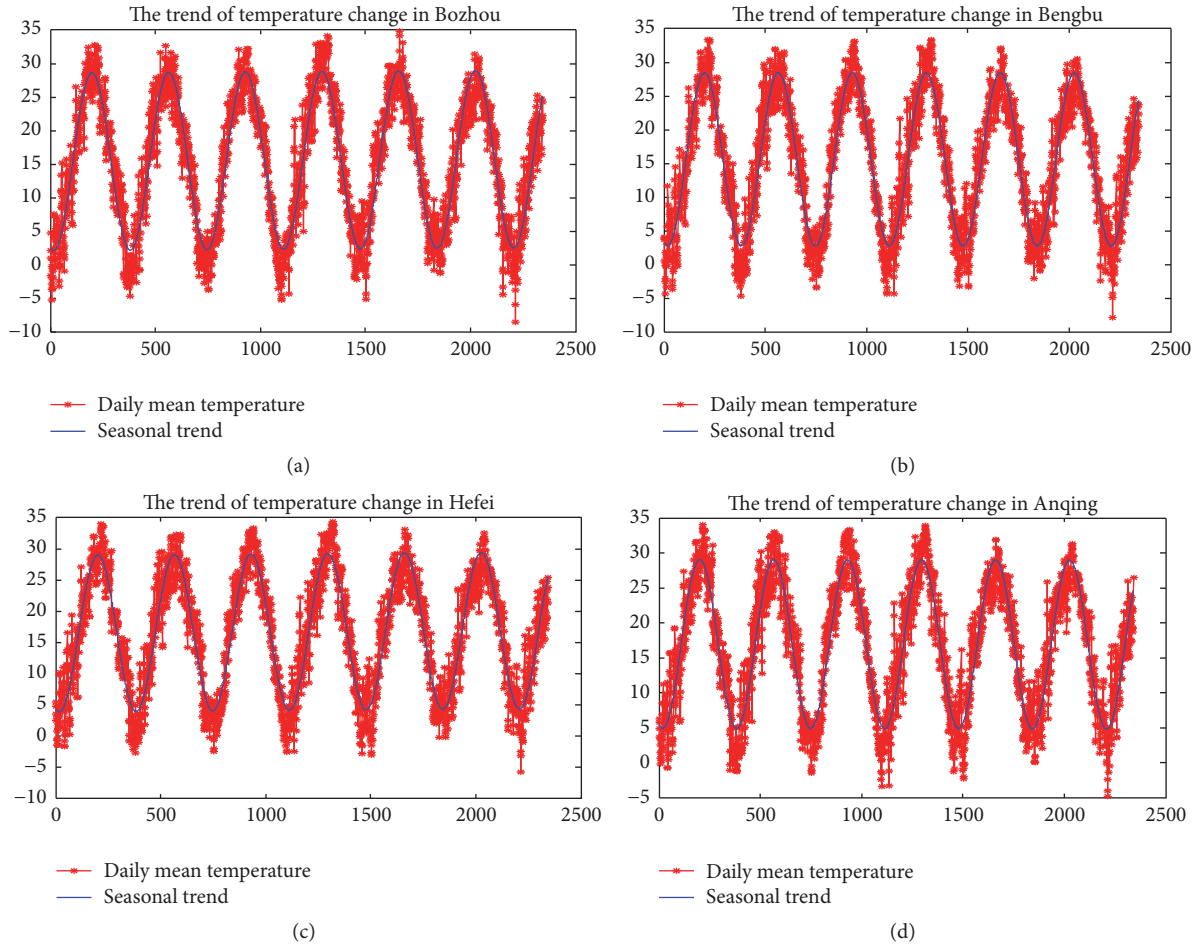 The trend of temperature change in Bozhou
35
30
25
20
15
10
5
0
−5
−10
0 500 1000 1500 2000 2500
Daily mean temperature
Seasonal trend
(a)
The trend of temperature change in Bengbu
35
30
25
20
15
10
5
0
−5
−10
0 500 1000 1500 2000 2500
Daily mean temperature
Seasonal trend
(b)
The trend of temperature change in Hefei
35
30
25
20
15
10
5
0
−5
−10
0 500 1000 1500 2000 2500
Daily mean temperature
Seasonal trend
(c)
The trend of temperature change in Anqing
35
30
25
20
15
10
5
0
−5
0 500 1000 1500 2000 2500
Daily mean temperature
Seasonal trend
(d)